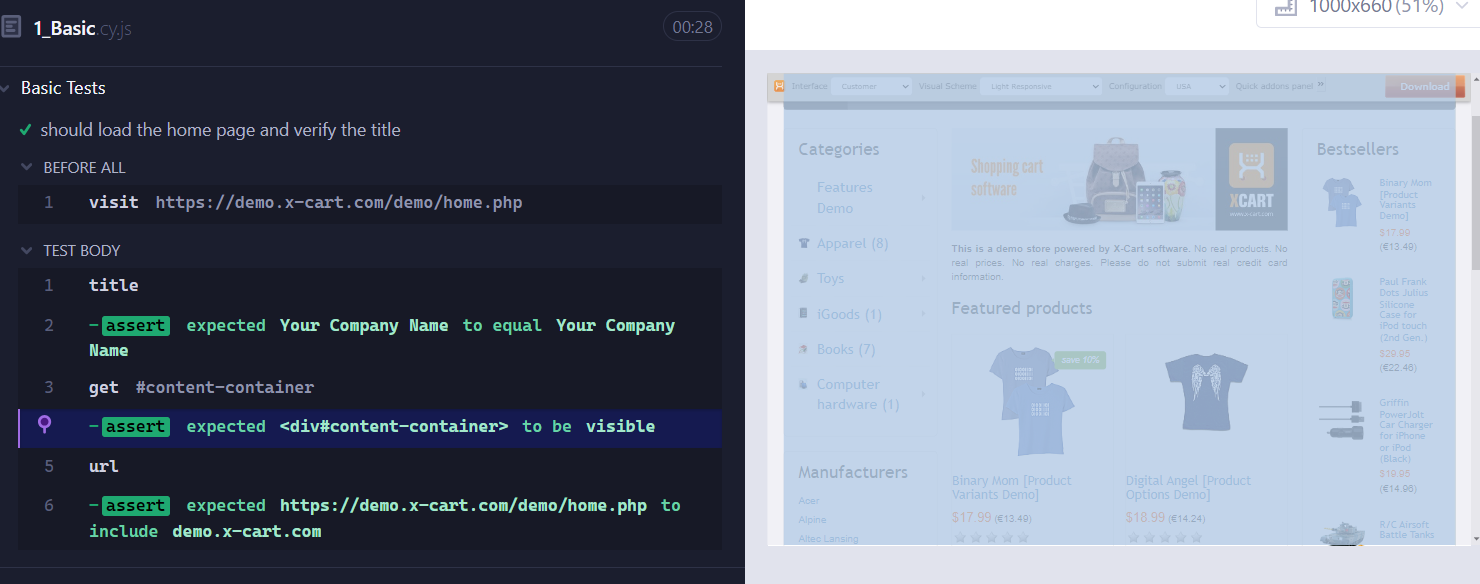 1_Basic.cy.js
00:28
Basic Tests
should load the home page and verify the title
BEFORE ALL
1 visit https://demo.x-cart.com/demo/home.php
TEST BODY
1 title
2 -assert expected Your Company Name to equal Your Company
Name
3 get #content-container
-assert expected <div#content-container> to be visible
5 url
6 -assert expected https://demo.x-cart.com/demo/home.php to
include demo.x-cart.com
1000x660 (51%)
Interface Customer Visual Scheme Light Responsive Configuration USA Quick addons panel Download
Categories
Features
Demo
Apparel (8)
Toys
iGoods (1)
Books (7)
Computer
hardware (1)
Manufacturers
Acer
Alpine
Altec Lansing
Shopping cart
software
XCART
www.x-cart.com
This is a demo store powered by X-Cart software. No real products. No
real prices. No real charges. Please do not submit real credit card
information.
Featured products
save 10%
Binary Mom [Product
Variants Demo]
$17.99 (€13.49)
Digital Angel [Product
Options Demo]
$18.99 (€14.24)
Bestsellers
Binary Mom
[Product
Variants
Demo]
$17.99
(€13.49)
Paul Frank
Dots Julius
Silicone
Case for
iPod touch
(2nd Gen.)
$29.95
(€22.46)
Griffin
PowerJolt
Car Charger
for iPhone
or iPod
(Black)
$19.95
(€14.96)
R/C Airsoft
Battle Tanks